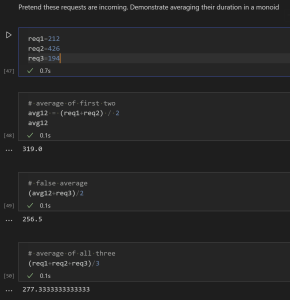 Pretend these requests are incoming. Demonstrate averaging their duration in a monoid
req1=212
req2=426
req3=194
[47]
0.7s
# average of first two
avg12 = (req1+req2) / 2
avg12
[48]
0.1s
... 319.0
# false average
(avg12+req3)/2
[49]
0.1s
... 256.5
# average of all three
(req1+req2+req3)/3
[50]
0.1s
... 277.3333333333333